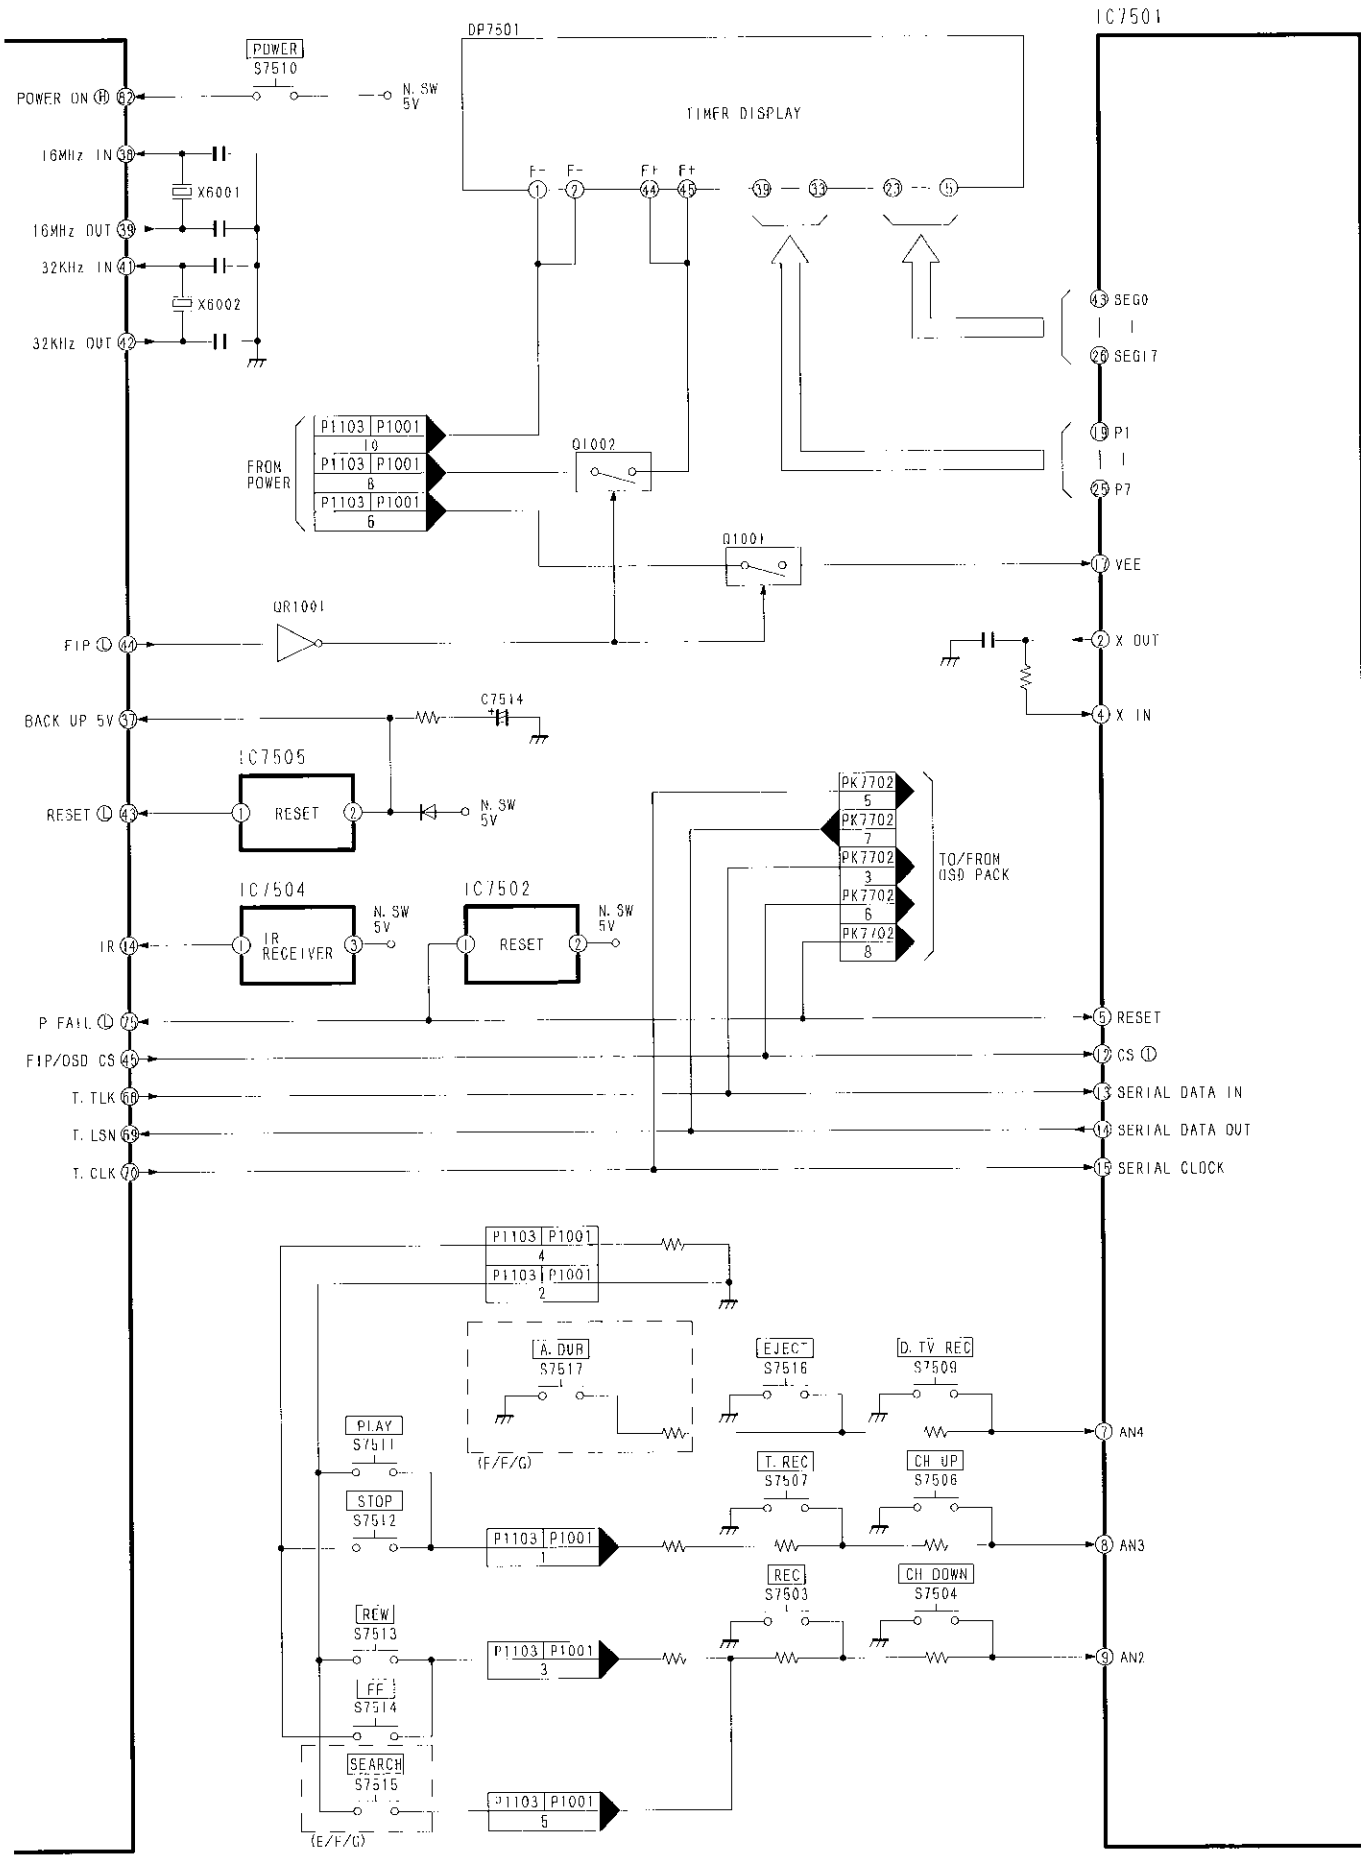 IC7501
DP7501
POWER
S7510
POWER ON Ⓗ 82
N. SW
5V
TIMER DISPLAY
16MHz IN 38
X6001
F- F- F+ F+
1 2 44 45 39 33 23 5
16MHz OUT 39
32KHz IN 41
X6002
43 SEG0
32KHz OUT 42
26 SEG17
P1103 P1001
10
19 P1
Q1002
FROM
POWER
P1103 P1001
8
25 P7
P1103 P1001
6
Q1001
17 VEE
QR1001
FIP Ⓛ 44
2 X OUT
C7514
+
BACK UP 5V 37
4 X IN
IC7505
RESET Ⓛ 43
1 RESET 2
N. SW
5V
PK7702
5
PK7702
7
PK7702
3
PK7702
6
PK7702
8
TO/FROM
OSD PACK
IC7504
IC7502
N. SW
5V
N. SW
5V
IR 14
1 IR
RECEIVER 3
1 RESET 2
P FAIL Ⓛ 75
5 RESET
FIP/OSD CS 45
12 CS Ⓛ
T. TLK 68
13 SERIAL DATA IN
T. LSN 69
14 SERIAL DATA OUT
T. CLK 70
15 SERIAL CLOCK
P1103 P1001
4
P1103 P1001
2
A. DUB
S7517
EJECT
S7516
D. TV REC
S7509
PLAY
S7511
7 AN4
(E/F/G)
T. REC
S7507
CH UP
S7506
STOP
S7512
P1103 P1001
1
8 AN3
REC
S7503
CH DOWN
S7504
REW
S7513
P1103 P1001
3
9 AN2
FF
S7514
SEARCH
S7515
P1103 P1001
5
(E/F/G)